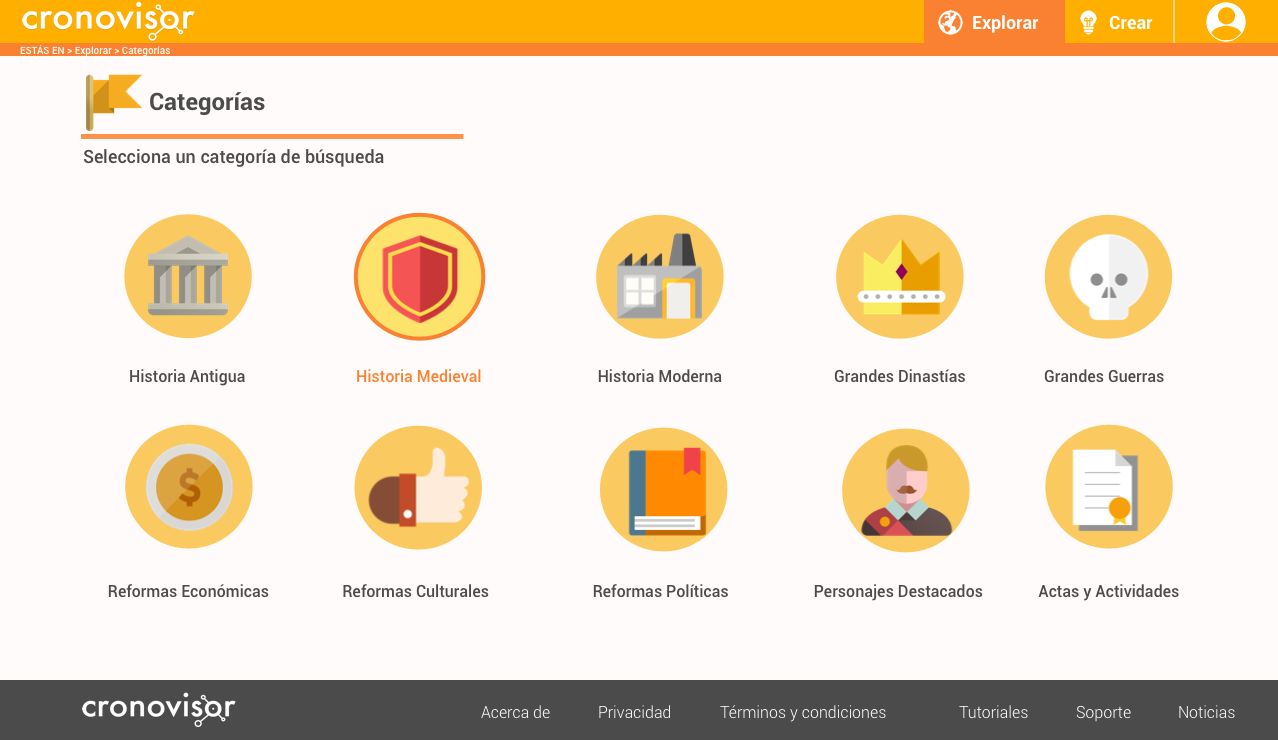 cronovisor
Explorar
Crear
ESTÁS EN > Explorar > Categorías
Categorías
Selecciona un categoría de búsqueda
Historia Antigua
Historia Medieval
Historia Moderna
Grandes Dinastías
Grandes Guerras
$
Reformas Económicas
Reformas Culturales
Reformas Políticas
Personajes Destacados
Actas y Actividades
cronovisor
Acerca de
Privacidad
Términos y condiciones
Tutoriales
Soporte
Noticias